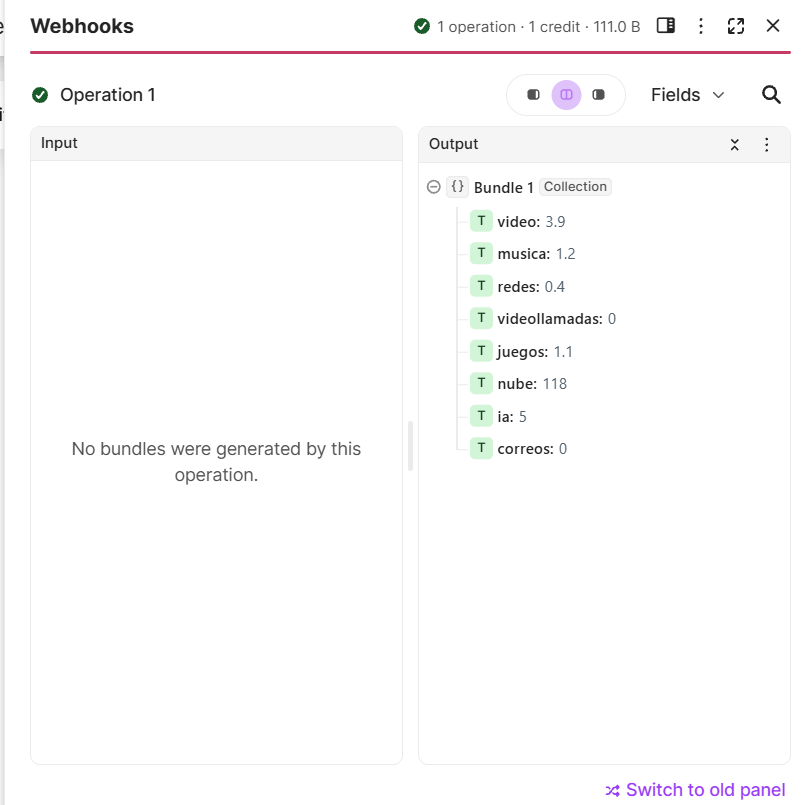 Webhooks
1 operation · 1 credit · 111.0 B
Operation 1
Fields
Input
No bundles were generated by this
operation.
Output
{} Bundle 1 Collection
T video: 3.9
T musica: 1.2
T redes: 0.4
T videollamadas: 0
T juegos: 1.1
T nube: 118
T ia: 5
T correos: 0
Switch to old panel